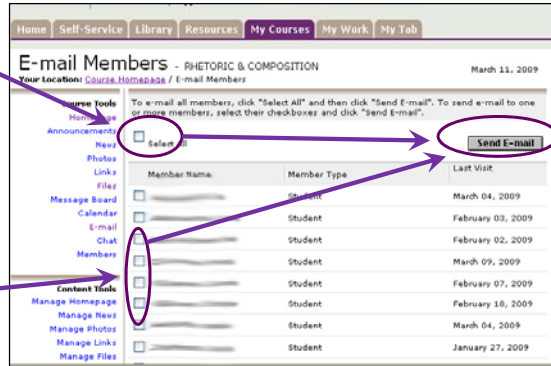 Home Self-Service Library Resources My Courses My Work My Tab
E-mail Members - RHETORIC & COMPOSITION
March 11, 2009
Your Location: Course Homepage / E-mail Members
Course Tools
Homepage
Announcements
News
Photos
Links
Files
Message Board
Calendar
E-mail
Chat
Members
Content Tools
Manage Homepage
Manage News
Manage Photos
Manage Links
Manage Files
To e-mail all members, click "Select All" and then click "Send E-mail". To send e-mail to one
or more members, select their checkboxes and click "Send E-mail".
Select All
Send E-mail
Member Name Member Type Last Visit
Student March 04, 2009
Student February 03, 2009
Student February 02, 2009
Student March 09, 2009
Student February 07, 2009
Student February 18, 2009
Student March 04, 2009
Student January 27, 2009